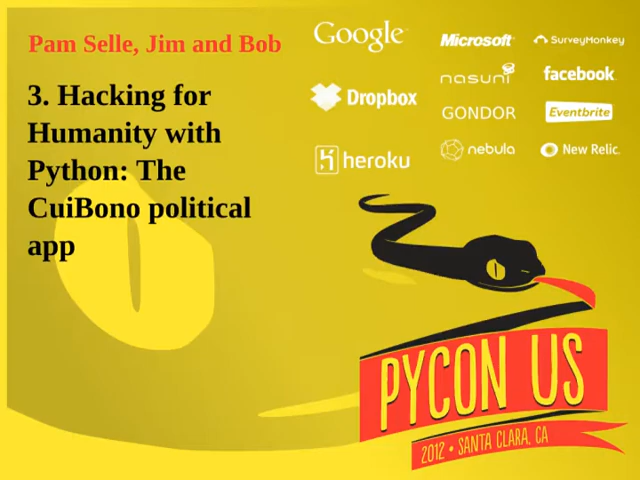 Pam Selle, Jim and Bob
3. Hacking for
Humanity with
Python: The
CuiBono political
app
Google
Microsoft
SurveyMonkey
nasuni
facebook
Dropbox
GONDOR
Eventbrite
heroku
nebula
New Relic.
PYCON US
2012 • SANTA CLARA, CA